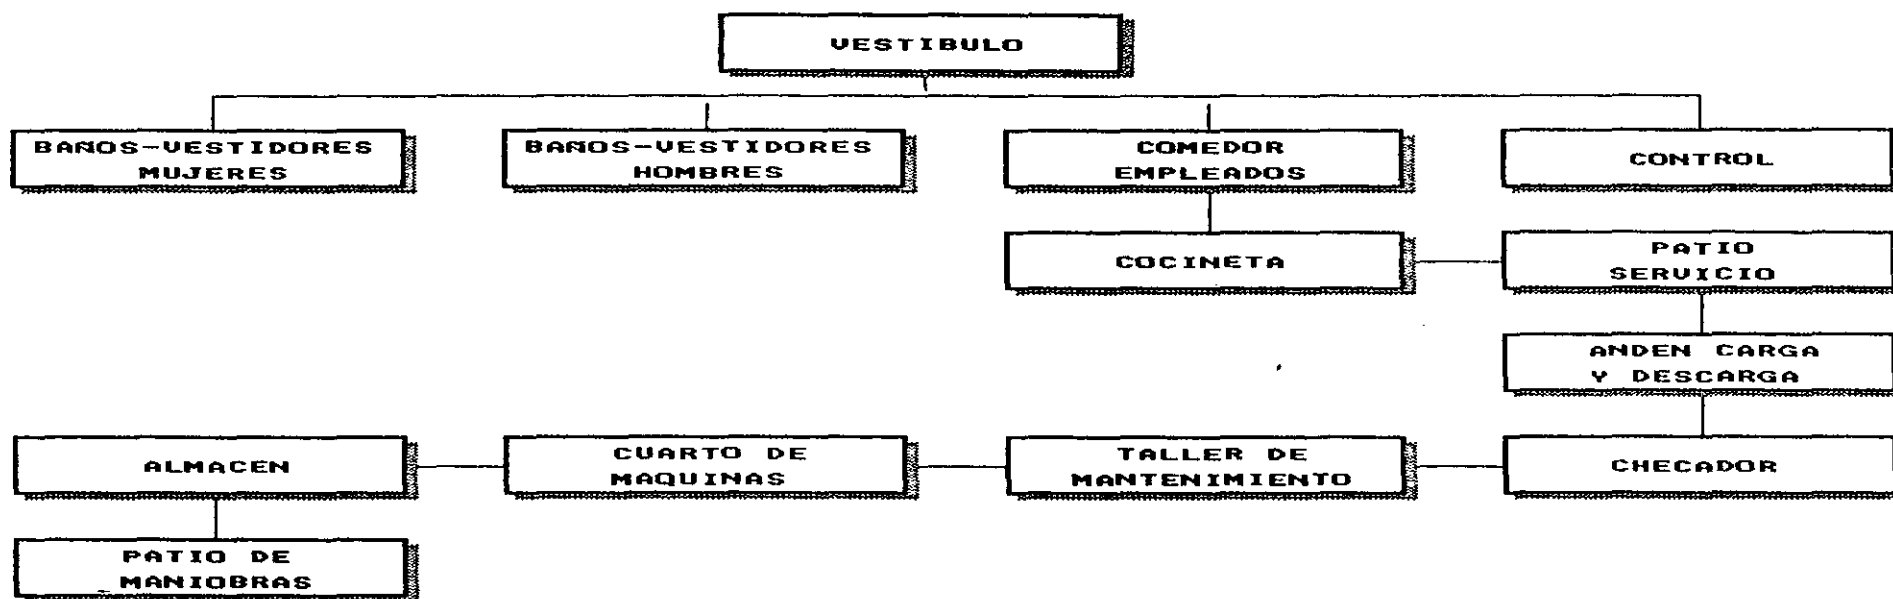 VESTIBULO
BAÑOS-VESTIDORES
MUJERES
BAÑOS-VESTIDORES
HOMBRES
COMEDOR
EMPLEADOS
CONTROL
COCINETA
PATIO
SERVICIO
ANDEN CARGA
Y DESCARGA
ALMACEN
CUARTO DE
MAQUINAS
TALLER DE
MANTENIMIENTO
CHECADOR
PATIO DE
MANIOBRAS